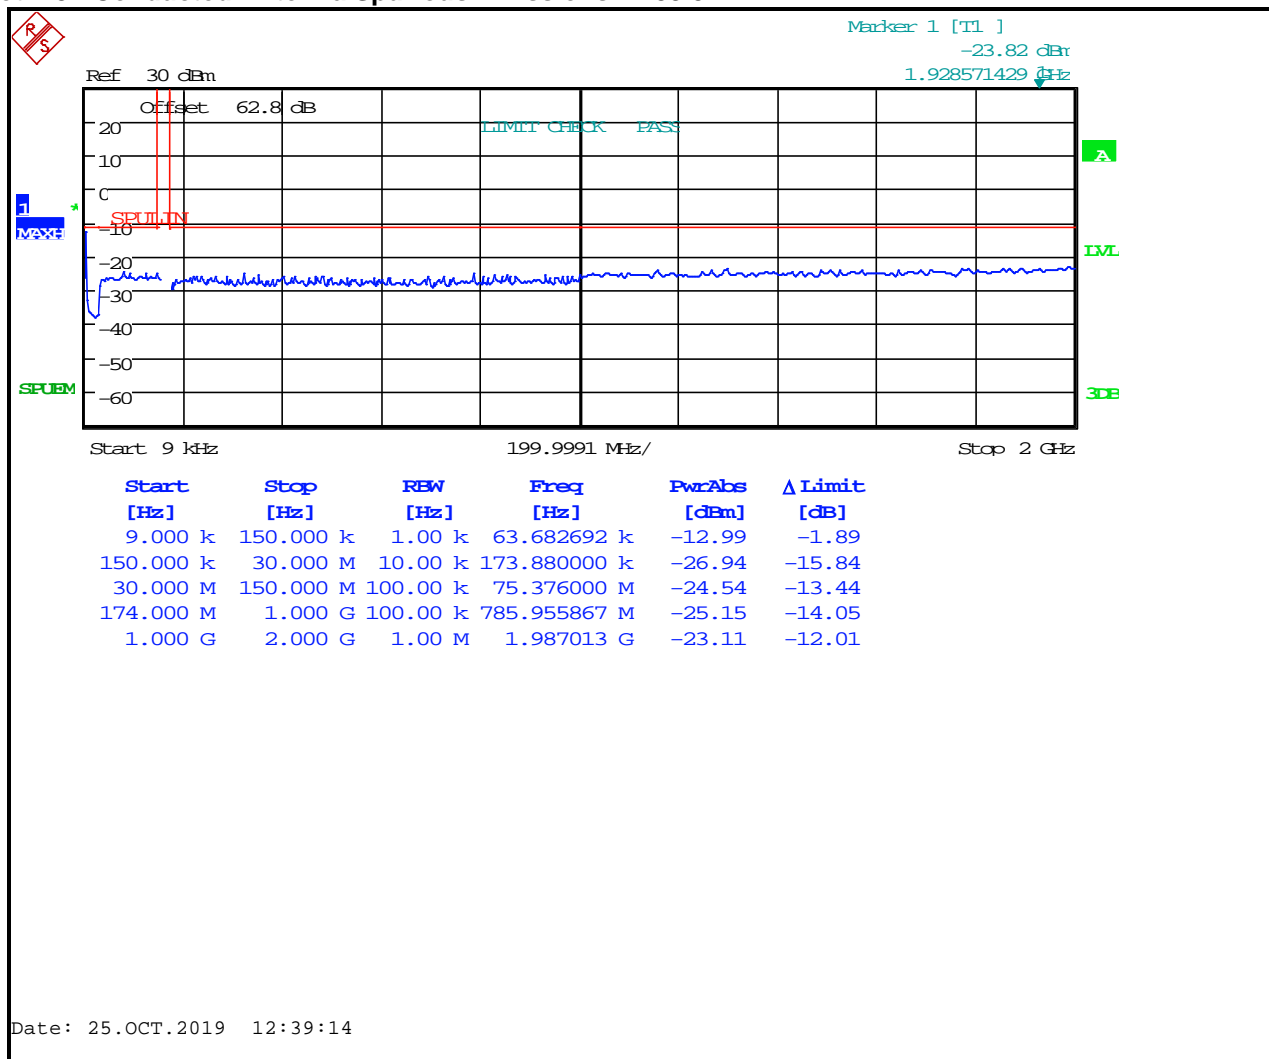 R
S
Marker 1 [T1 ]
-23.82 dBm
Ref 30 dBm
1.928571429 GHz
1
Offset 62.8 dB
LIMIT CHECK PASS
20
10
0
-10
-20
-30
-40
-50
-60
SPULIN
A
1
*
MAXH
LVL
SPUEM
3DB
Start 9 kHz 199.9991 MHz/ Stop 2 GHz
Start Stop RBW Freq PwrAbs Δ Limit
[Hz] [Hz] [Hz] [Hz] [dBm] [dB]
9.000 k 150.000 k 1.00 k 63.682692 k -12.99 -1.89
150.000 k 30.000 M 10.00 k 173.880000 k -26.94 -15.84
30.000 M 150.000 M 100.00 k 75.376000 M -24.54 -13.44
174.000 M 1.000 G 100.00 k 785.955867 M -25.15 -14.05
1.000 G 2.000 G 1.00 M 1.987013 G -23.11 -12.01
Date: 25.OCT.2019 12:39:14